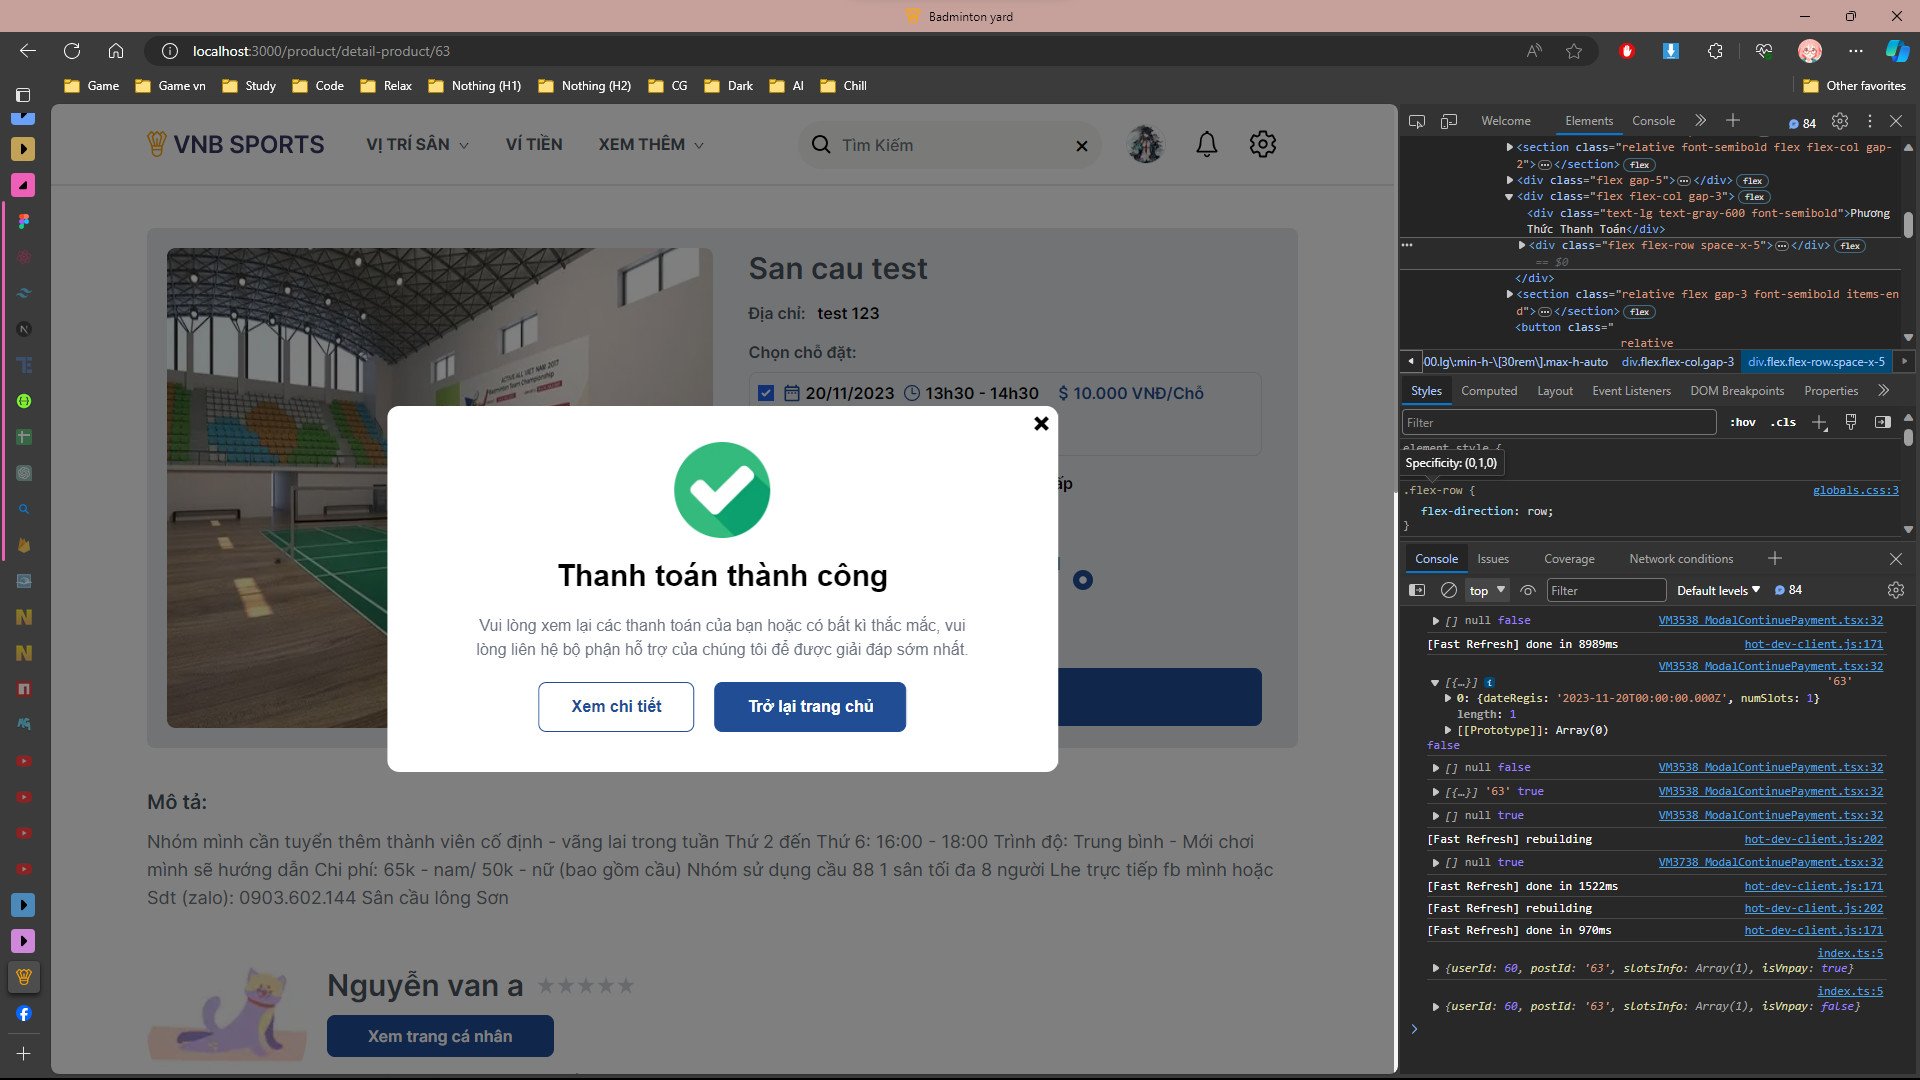 Badminton yard
localhost:3000/product/detail-product/63
Game
Game vn
Study
Code
Relax
Nothing (H1)
Nothing (H2)
CG
Dark
AI
Chill
Other favorites
VNB SPORTS
VỊ TRÍ SÂN
VÍ TIỀN
XEM THÊM
Tìm Kiếm
San cau test
Địa chỉ: test 123
Chọn chỗ đặt:
20/11/2023 13h30 - 14h30 $ 10.000 VNĐ/Chỗ
ACTIVE ALL VIET NAM 2017
Badminton Team Championship
Thanh toán thành công
Vui lòng xem lại các thanh toán của bạn hoặc có bất kì thắc mắc, vui
lòng liên hệ bộ phận hỗ trợ của chúng tôi để được giải đáp sớm nhất.
Xem chi tiết
Trở lại trang chủ
Mô tả:
Nhóm mình cần tuyển thêm thành viên cố định - vãng lai trong tuần Thứ 2 đến Thứ 6: 16:00 - 18:00 Trình độ: Trung bình - Mới chơi
mình sẽ hướng dẫn Chi phí: 65k - nam/ 50k - nữ (bao gồm cầu) Nhóm sử dụng cầu 88 1 sân tối đa 8 người Lhe trực tiếp fb mình hoặc
Sdt (zalo): 0903.602.144 Sân cầu lông Sơn
Nguyễn van a
Xem trang cá nhân
Welcome
Elements
Console
84
<section class="relative font-semibold flex flex-col gap-
2"> </section> flex
<div class="flex gap-5"> </div> flex
<div class="flex flex-col gap-3"> flex
<div class="text-lg text-gray-600 font-semibold">Phương
Thức Thanh Toán</div>
<div class="flex flex-row space-x-5"> </div> flex
== $0
</div>
<section class="relative flex gap-3 font-semibold items-en
d"> </section> flex
<button class="
relative
00.lg\:min-h-\[30rem\].max-h-auto
div.flex.flex-col.gap-3
div.flex.flex-row.space-x-5
Styles
Computed
Layout
Event Listeners
DOM Breakpoints
Properties
Filter
:hov
.cls
element.style {
Specificity: (0,1,0)
.flex-row {
globals.css:3
flex-direction: row;
}
Console
Issues
Coverage
Network conditions
top
Filter
Default levels
84
[] null false VM3538 ModalContinuePayment.tsx:32
[Fast Refresh] done in 8989ms hot-dev-client.js:171
VM3538 ModalContinuePayment.tsx:32
[{…}] '63'
0: {dateRegis: '2023-11-20T00:00:00.000Z', numSlots: 1}
length: 1
[[Prototype]]: Array(0)
false
[] null false VM3538 ModalContinuePayment.tsx:32
[{…}] '63' true VM3538 ModalContinuePayment.tsx:32
[] null true VM3538 ModalContinuePayment.tsx:32
[Fast Refresh] rebuilding hot-dev-client.js:202
[] null true VM3738 ModalContinuePayment.tsx:32
[Fast Refresh] done in 1522ms hot-dev-client.js:171
[Fast Refresh] rebuilding hot-dev-client.js:202
[Fast Refresh] done in 970ms hot-dev-client.js:171
index.ts:5
{userId: 60, postId: '63', slotsInfo: Array(1), isVnpay: true}
index.ts:5
{userId: 60, postId: '63', slotsInfo: Array(1), isVnpay: false}